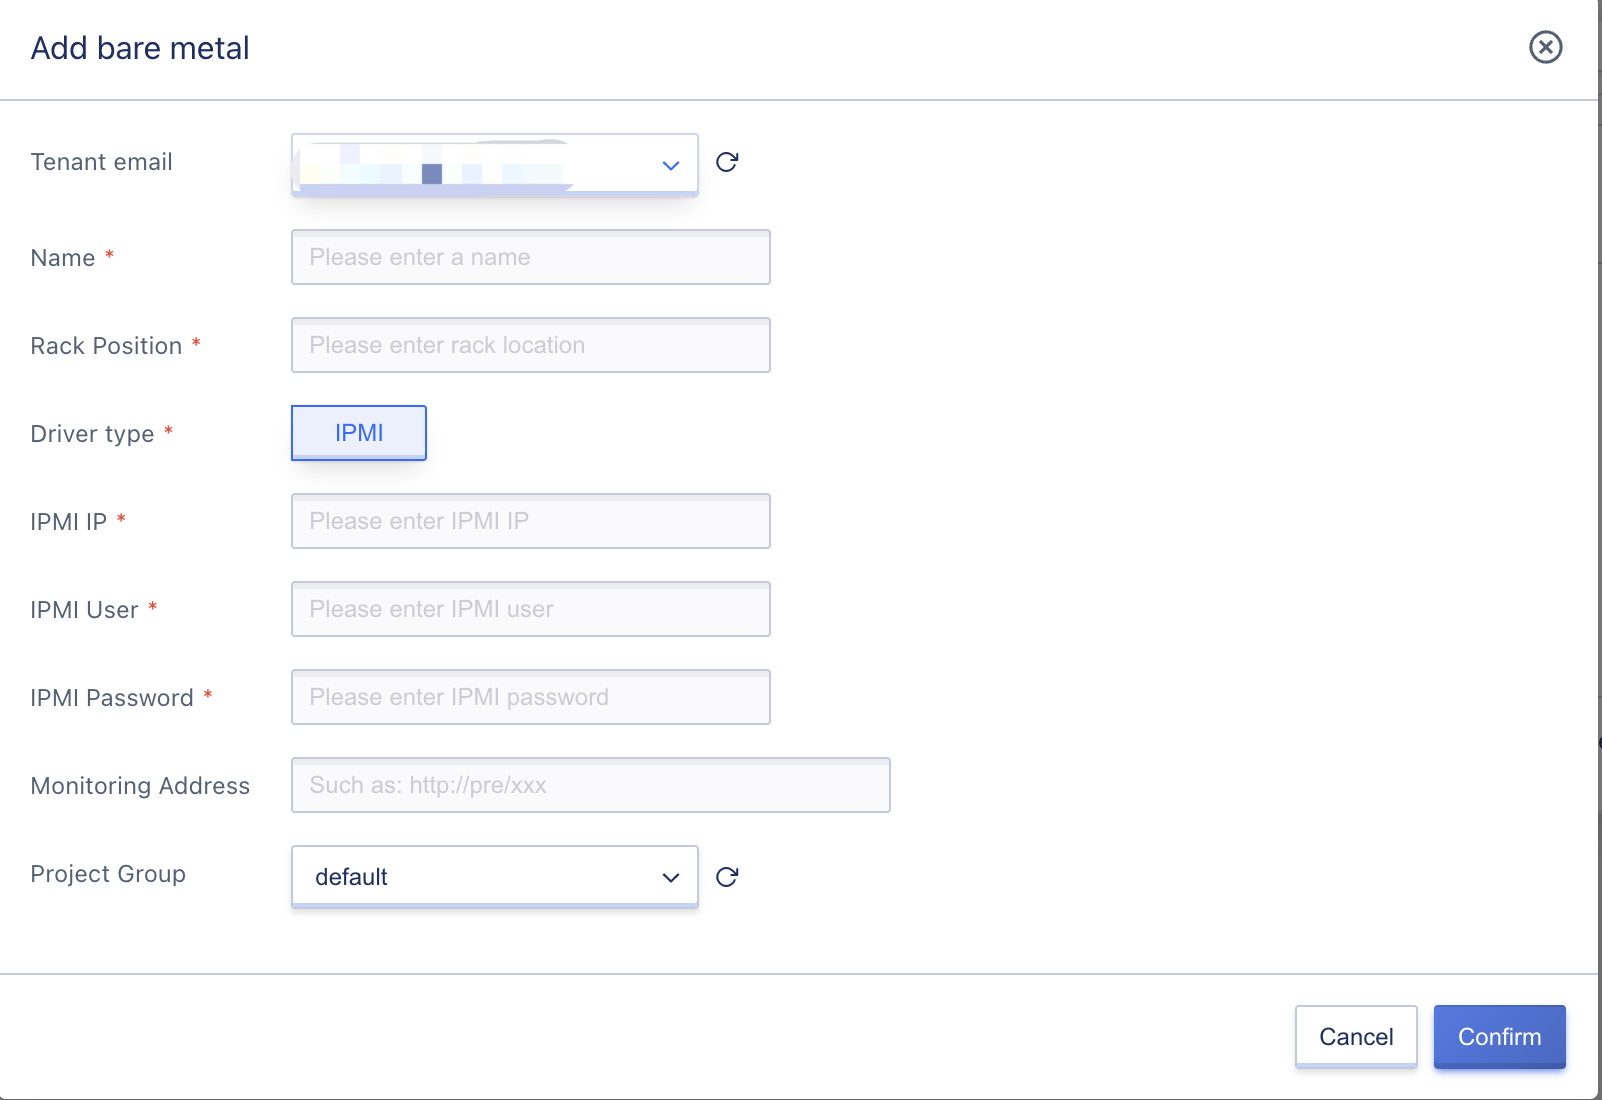 Add bare metal
Tenant email
Name *
Please enter a name
Rack Position *
Please enter rack location
Driver type *
IPMI
IPMI IP *
Please enter IPMI IP
IPMI User *
Please enter IPMI user
IPMI Password *
Please enter IPMI password
Monitoring Address
Such as: http://pre/xxx
Project Group
default
Cancel
Confirm